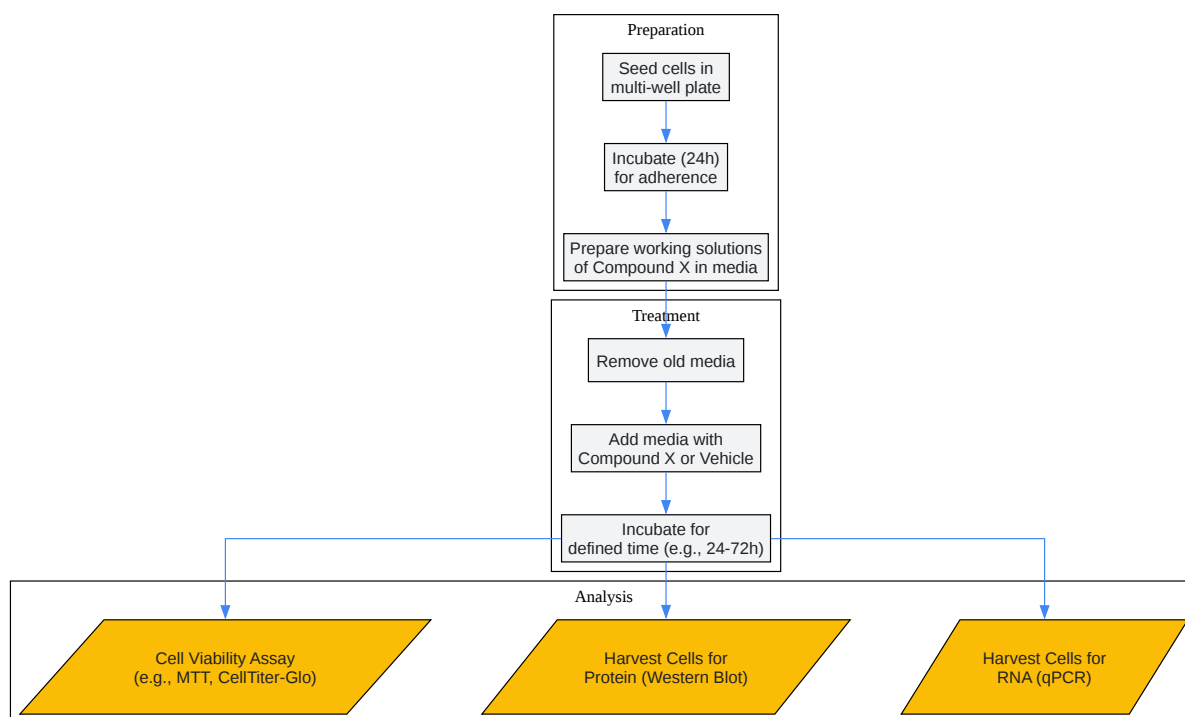 Preparation
Seed cells in
multi-well plate
Incubate (24h)
for adherence
Prepare working solutions
of Compound X in media
Treatment
Remove old media
Add media with
Compound X or Vehicle
Incubate for
defined time (e.g., 24-72h)
Analysis
Cell Viability Assay
(e.g., MTT, CellTiter-Glo)
Harvest Cells for
Protein (Western Blot)
Harvest Cells for
RNA (qPCR)